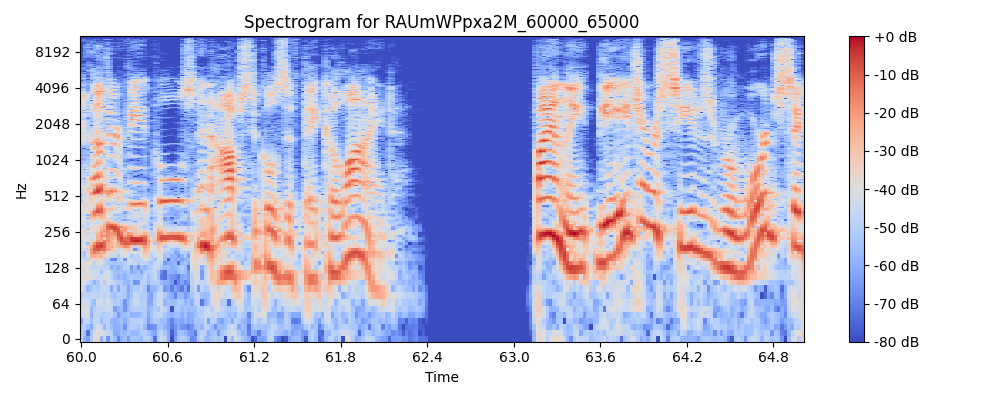 Spectrogram for RAUmWPpxa2M_60000_65000
Hz
8192
4096
2048
1024
512
256
128
64
0
60.0 60.6 61.2 61.8 62.4 63.0 63.6 64.2 64.8
Time
+0 dB
-10 dB
-20 dB
-30 dB
-40 dB
-50 dB
-60 dB
-70 dB
-80 dB